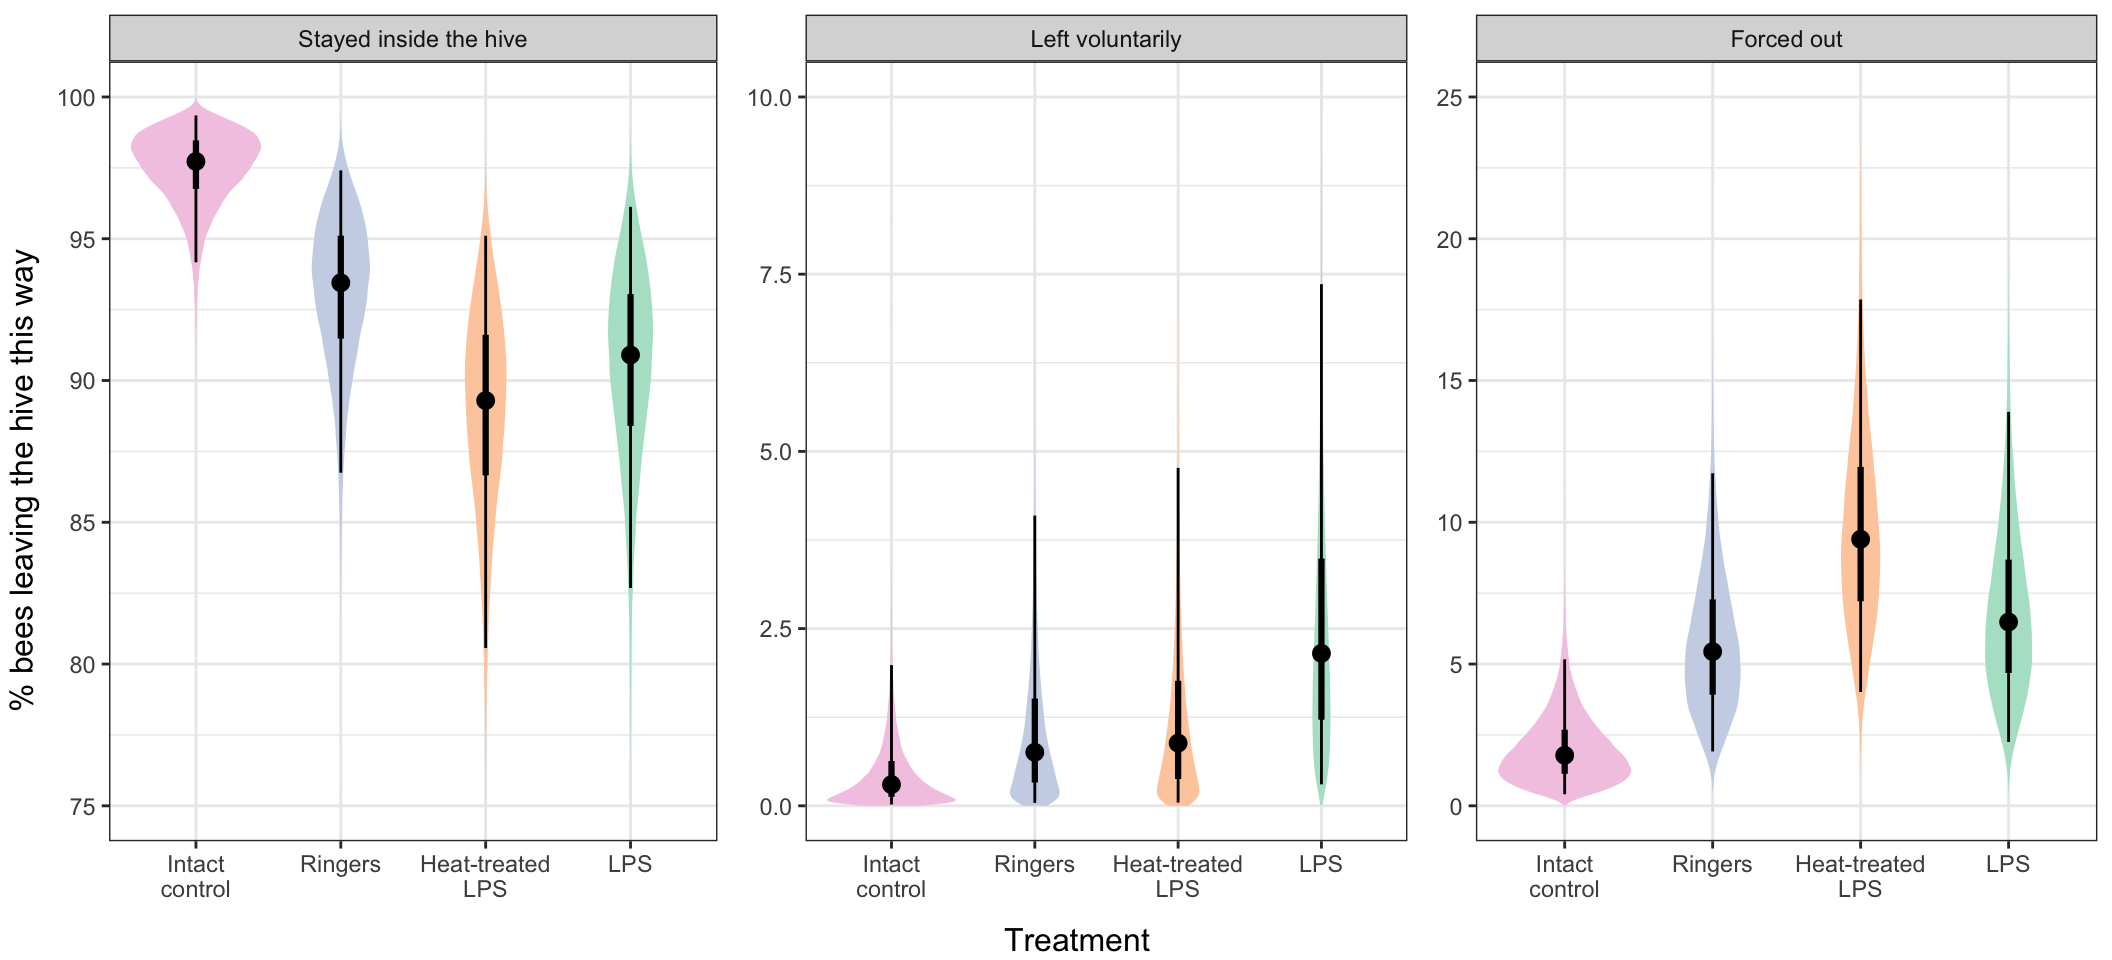 Stayed inside the hive
Left voluntarily
Forced out
% bees leaving the hive this way
100
95
90
85
80
75
10.0
7.5
5.0
2.5
0.0
25
20
15
10
5
0
Intact
control
Ringers
Heat-treated
LPS
LPS
Intact
control
Ringers
Heat-treated
LPS
LPS
Intact
control
Ringers
Heat-treated
LPS
LPS
Treatment